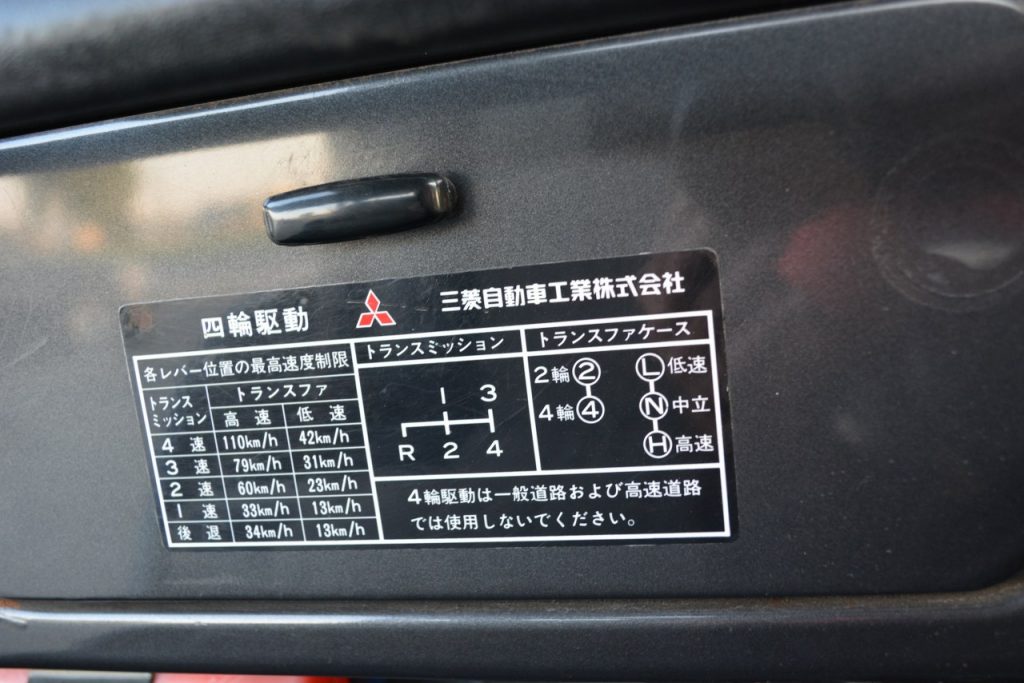 四輪駆動 三菱自動車工業株式会社
各レバー位置の最高速度制限
トランスミッション トランスファ
高速 低速
4速 110km/h 42km/h
3速 79km/h 31km/h
2速 60km/h 23km/h
1速 33km/h 13km/h
後退 34km/h 13km/h
トランスミッション
1 3
R 2 4
トランスファケース
2輪 2 L 低速
4輪 4 N 中立
H 高速
4輪駆動は一般道路および高速道路
では使用しないでください。